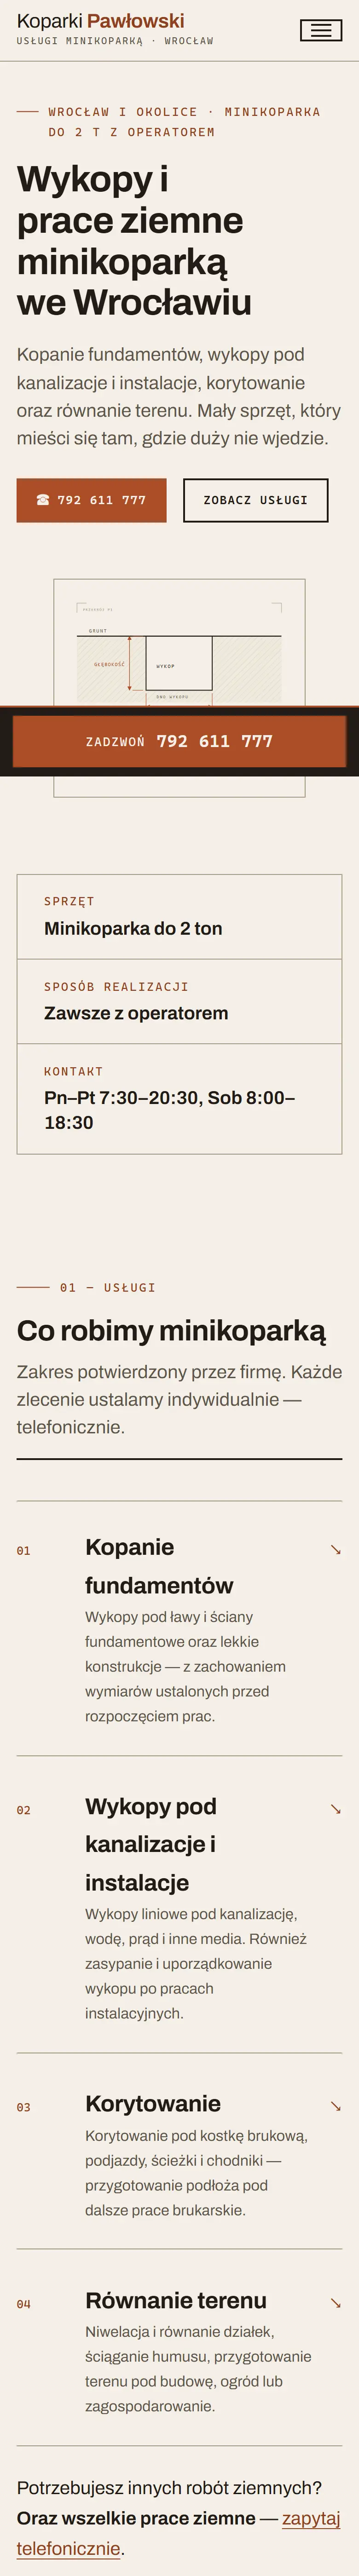 Koparki Pawłowski
USŁUGI MINIKOPARKĄ · WROCŁAW
WROCŁAW I OKOLICE · MINIKOPARKA
DO 2 T Z OPERATOREM
Wykopy i
prace ziemne
minikoparką
we Wrocławiu
Kopanie fundamentów, wykopy pod
kanalizacje i instalacje, korytowanie
oraz równanie terenu. Mały sprzęt, który
mieści się tam, gdzie duży nie wjedzie.
☎ 792 611 777
ZOBACZ USŁUGI
GRUNT
GŁĘBOKOŚĆ
WYKOP
DNO WYKOPU
ZADZWOŃ 792 611 777
SPRZĘT
Minikoparka do 2 ton
SPOSÓB REALIZACJI
Zawsze z operatorem
KONTAKT
Pn–Pt 7:30–20:30, Sob 8:00–
18:30
01 — USŁUGI
Co robimy minikoparką
Zakres potwierdzony przez firmę. Każde
zlecenie ustalamy indywidualnie —
telefonicznie.
01
Kopanie
fundamentów
↘
Wykopy pod ławy i ściany
fundamentowe oraz lekkie
konstrukcje — z zachowaniem
wymiarów ustalonych przed
rozpoczęciem prac.
02
Wykopy pod
kanalizacje i
instalacje
↘
Wykopy liniowe pod kanalizację,
wodę, prąd i inne media. Również
zasypanie i uporządkowanie
wykopu po pracach
instalacyjnych.
03
Korytowanie
↘
Korytowanie pod kostkę brukową,
podjazdy, ścieżki i chodniki —
przygotowanie podłoża pod
dalsze prace brukarskie.
04
Równanie terenu
↘
Niwelacja i równanie działek,
ściąganie humusu, przygotowanie
terenu pod budowę, ogród lub
zagospodarowanie.
Potrzebujesz innych robót ziemnych?
Oraz wszelkie prace ziemne — zapytaj
telefonicznie.